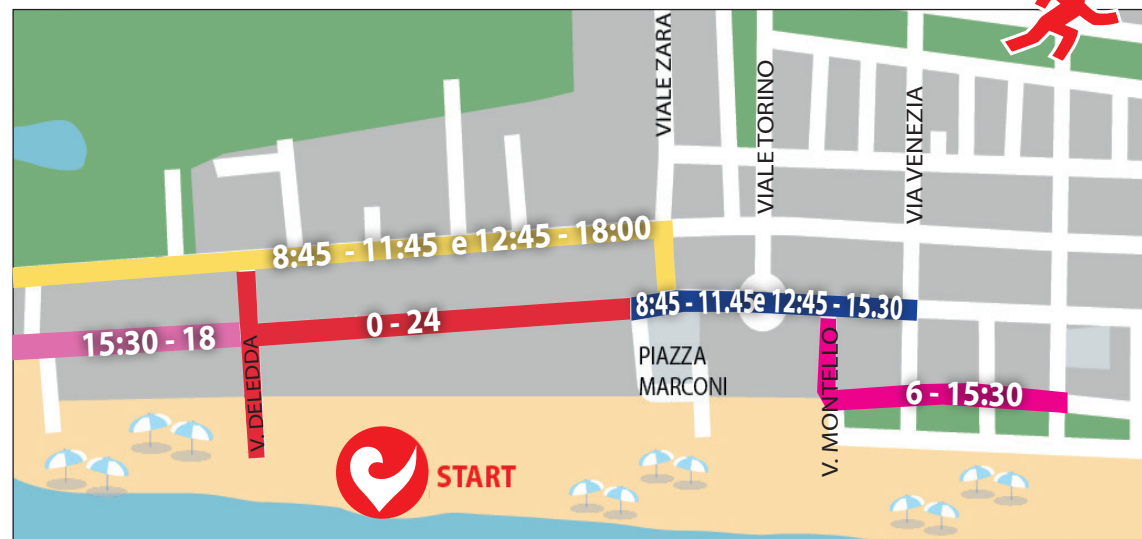 VIALE ZARA
VIALE TORINO
VIA VENEZIA
8:45 - 11:45 e 12:45 - 18:00
8:45 - 11.45e 12:45 - 15.30
15:30 - 18
0 - 24
V. DELEDDA
PIAZZA
MARCONI
V. MONTELLO
6 - 15:30
START